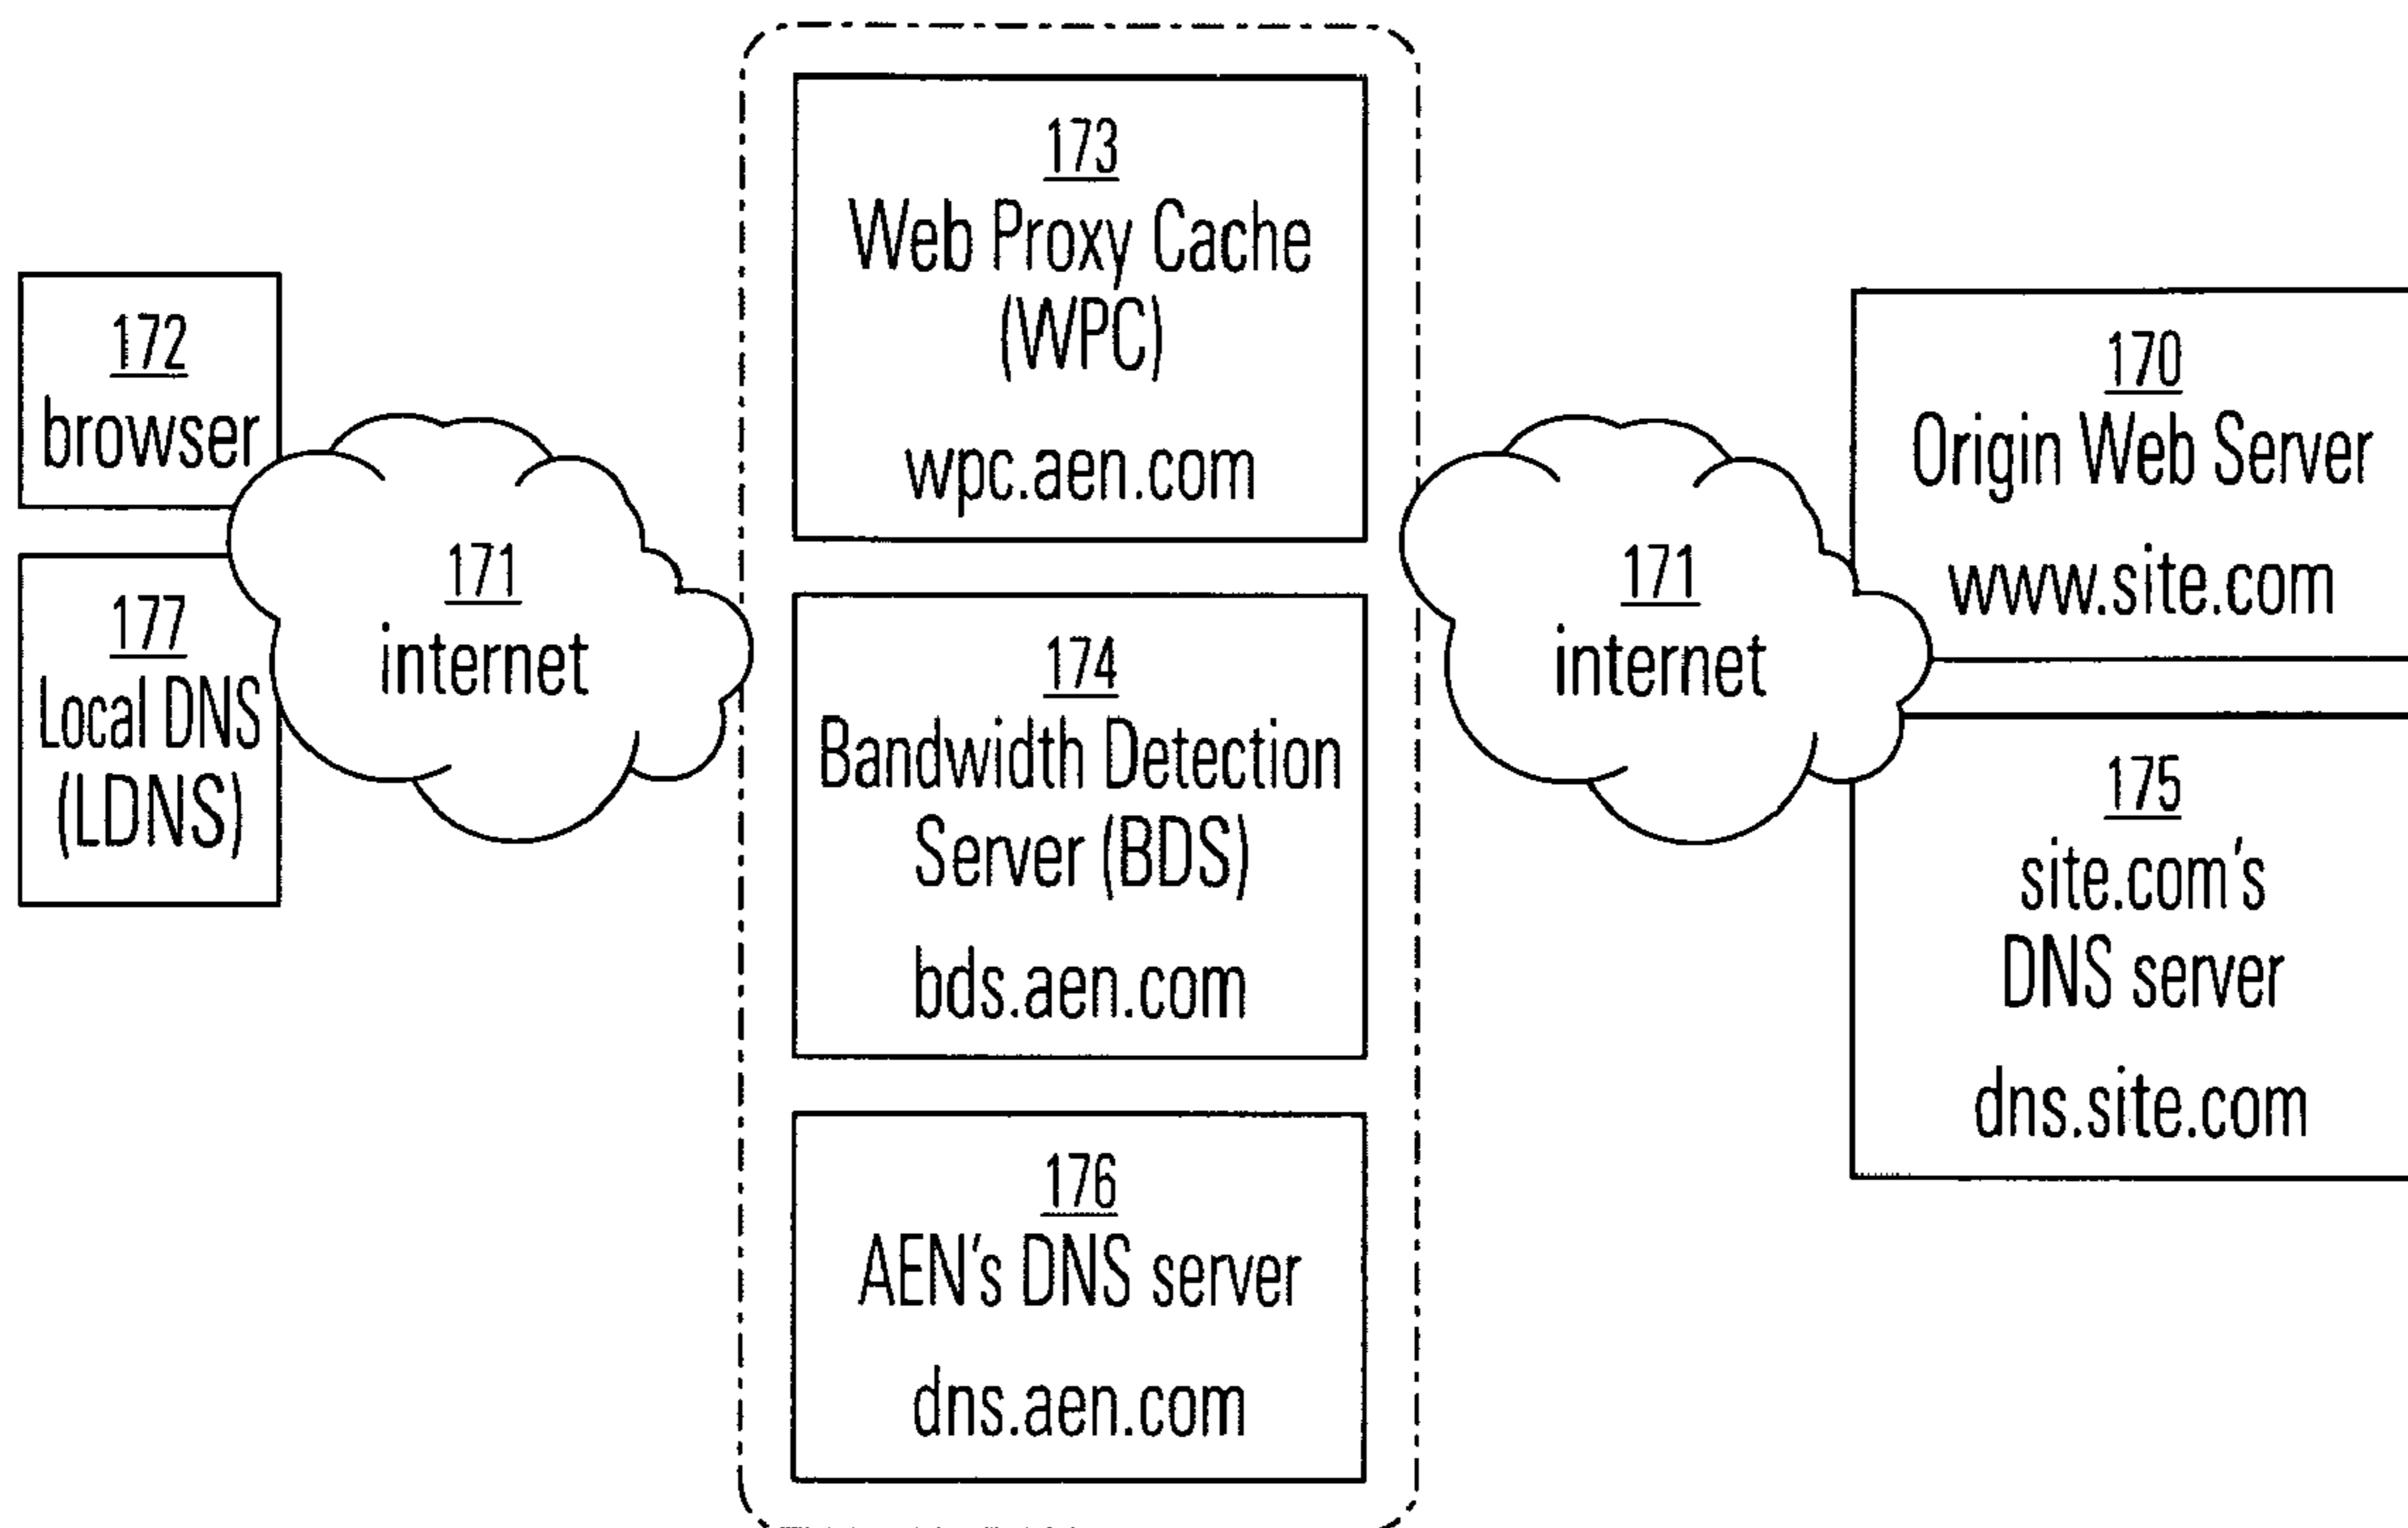 172
browser
177
Local DNS
(LDNS)
171
internet
173
Web Proxy Cache
(WPC)
wpc.aen.com
174
Bandwidth Detection
Server (BDS)
bds.aen.com
176
AEN's DNS server
dns.aen.com
171
internet
170
Origin Web Server
www.site.com
175
site.com's
DNS server
dns.site.com